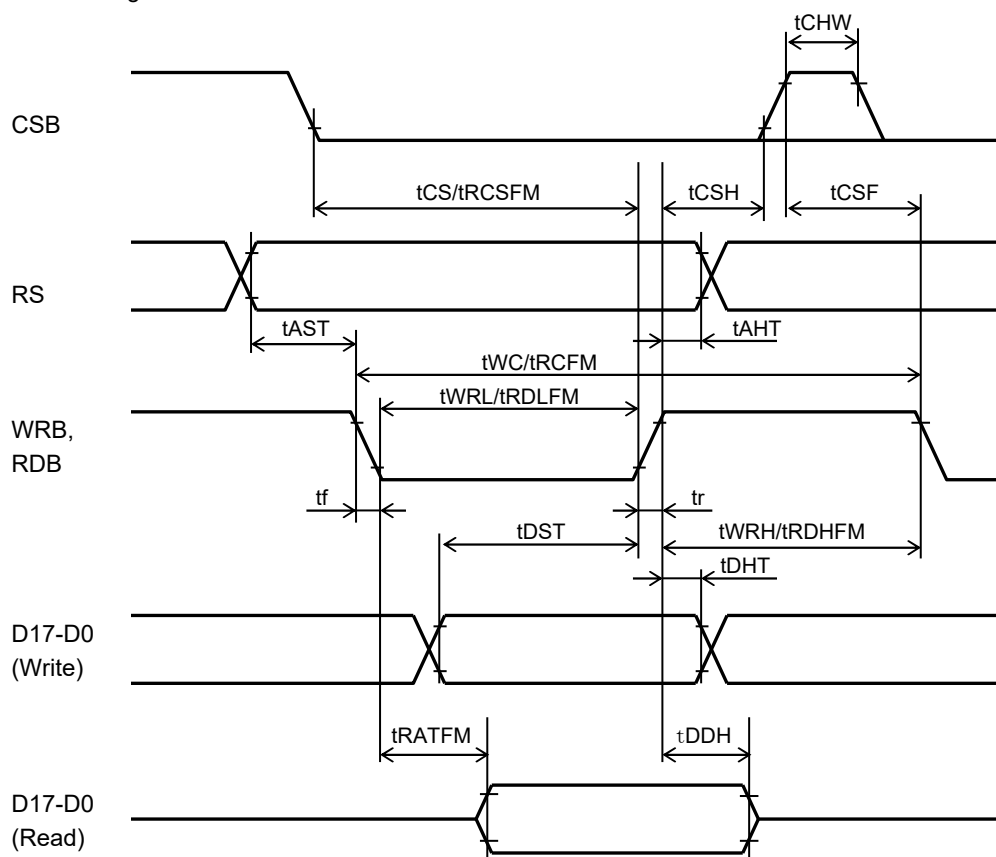 tCHW
CSB
tCS/tRCSFM
tCSH
tCSF
RS
tAST
tAHT
tWC/tRCFM
tWRL/tRDLFM
WRB,
RDB
tf
tr
tDST
tWRH/tRDHFM
tDHT
D17-D0
(Write)
tRATFM
tDDH
D17-D0
(Read)